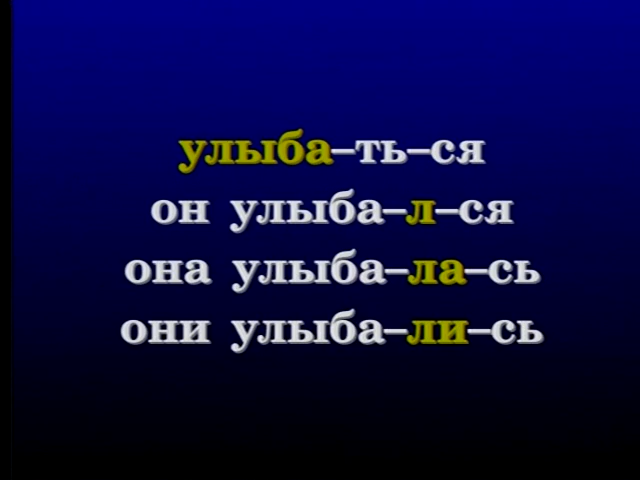 улыба–ть–ся
он улыба–л–ся
она улыба–ла–сь
они улыба–ли–сь